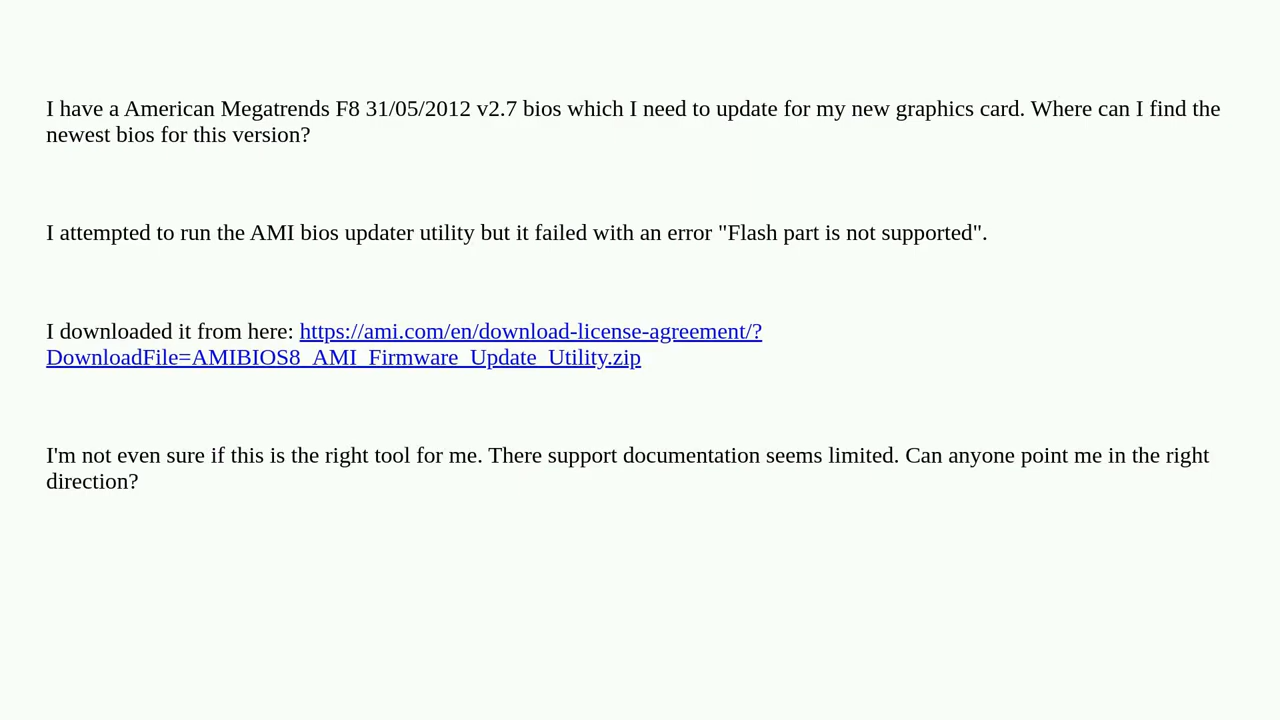 I have a American Megatrends F8 31/05/2012 v2.7 bios which I need to update for my new graphics card. Where can I find the
newest bios for this version?
I attempted to run the AMI bios updater utility but it failed with an error "Flash part is not supported".
I downloaded it from here: https://ami.com/en/download-license-agreement/?
DownloadFile=AMIBIOS8_AMI_Firmware_Update_Utility.zip
I'm not even sure if this is the right tool for me. There support documentation seems limited. Can anyone point me in the right
direction?